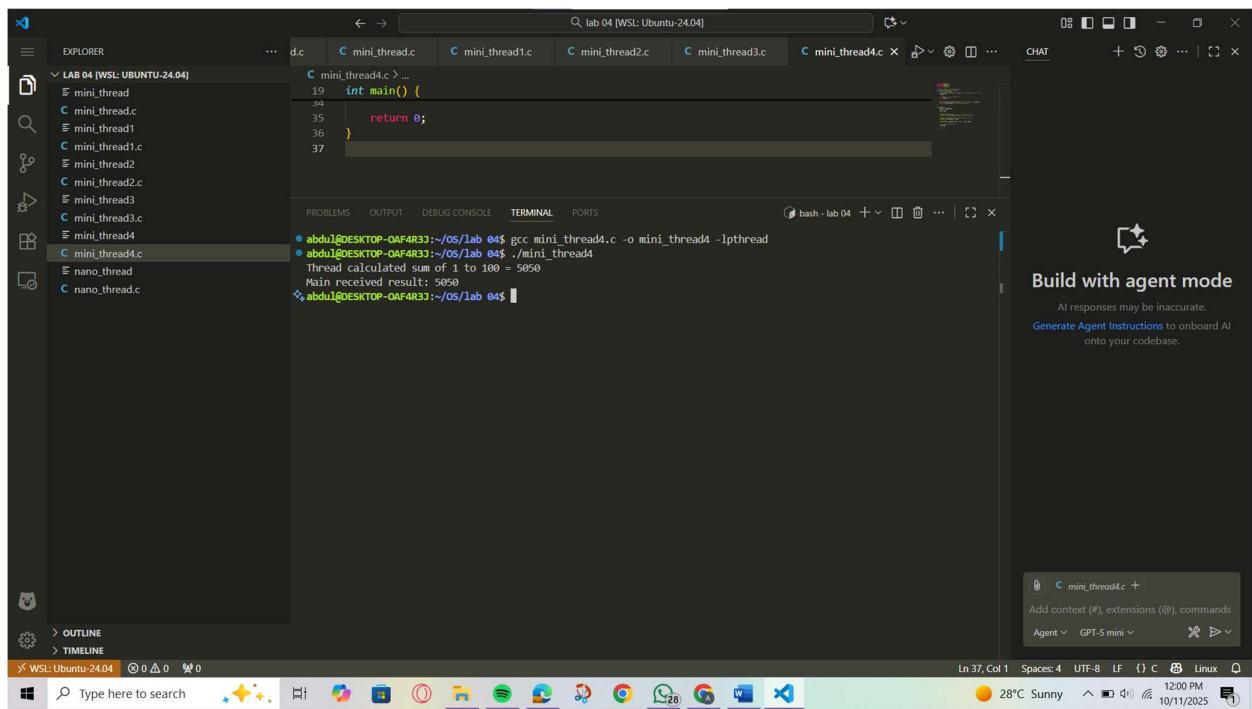 lab 04 [WSL: Ubuntu-24.04]
EXPLORER
LAB 04 [WSL: UBUNTU-24.04]
mini_thread
C mini_thread.c
mini_thread1
C mini_thread1.c
mini_thread2
C mini_thread2.c
mini_thread3
C mini_thread3.c
mini_thread4
C mini_thread4.c
nano_thread
C nano_thread.c
OUTLINE
TIMELINE
d.c C mini_thread.c C mini_thread1.c C mini_thread2.c C mini_thread3.c C mini_thread4.c
C mini_thread4.c > ...
19 int main() {
34
35 return 0;
36 }
37
PROBLEMS OUTPUT DEBUG CONSOLE TERMINAL PORTS bash - lab 04
abdul@DESKTOP-OAF4R3J:~/OS/lab 04$ gcc mini_thread4.c -o mini_thread4 -lpthread
abdul@DESKTOP-OAF4R3J:~/OS/lab 04$ ./mini_thread4
Thread calculated sum of 1 to 100 = 5050
Main received result: 5050
abdul@DESKTOP-OAF4R3J:~/OS/lab 04$
CHAT
Build with agent mode
AI responses may be inaccurate.
Generate Agent Instructions to onboard AI
onto your codebase.
C mini_thread4.c
Add context (#), extensions (@), commands
Agent GPT-5 mini
WSL: Ubuntu-24.04 0 0 0 Ln 37, Col 1 Spaces: 4 UTF-8 LF {} C Linux
Type here to search 28 28°C Sunny 12:00 PM
10/11/2025 1